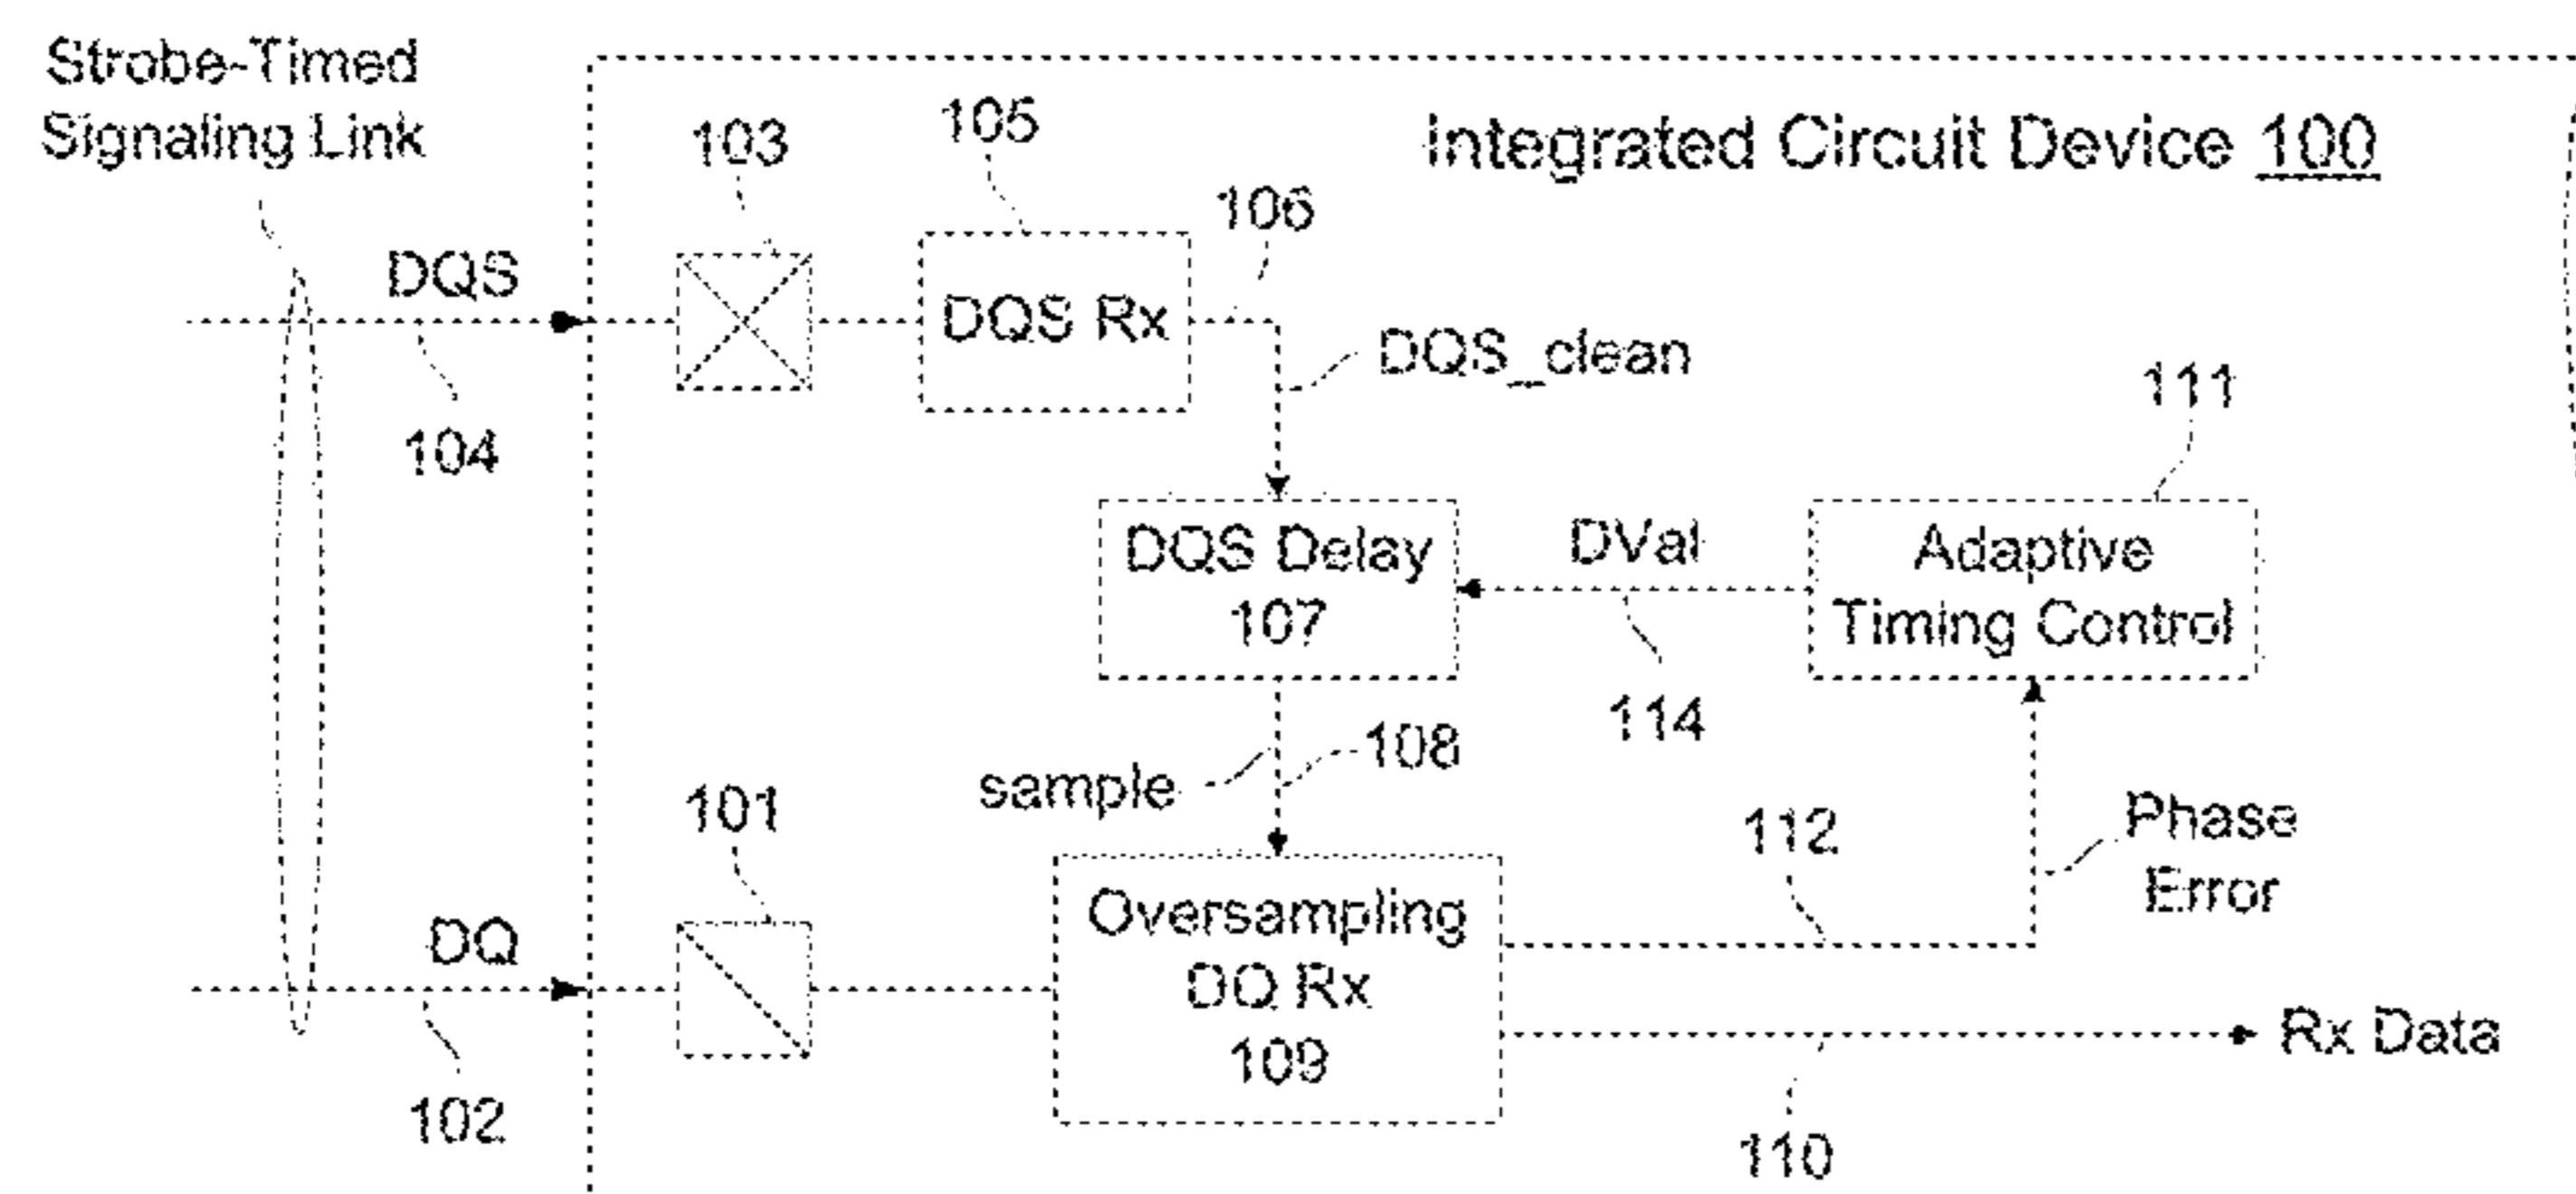 Strobe-Timed
Signaling Link
Integrated Circuit Device 100
103
105
106
DQS
DQS Rx
DQS_clean
104
111
DQS Delay
107
DVal
Adaptive
Timing Control
114
sample
108
101
112
Phase
Error
DQ
Oversampling
DQ Rx
109
Rx Data
102
110